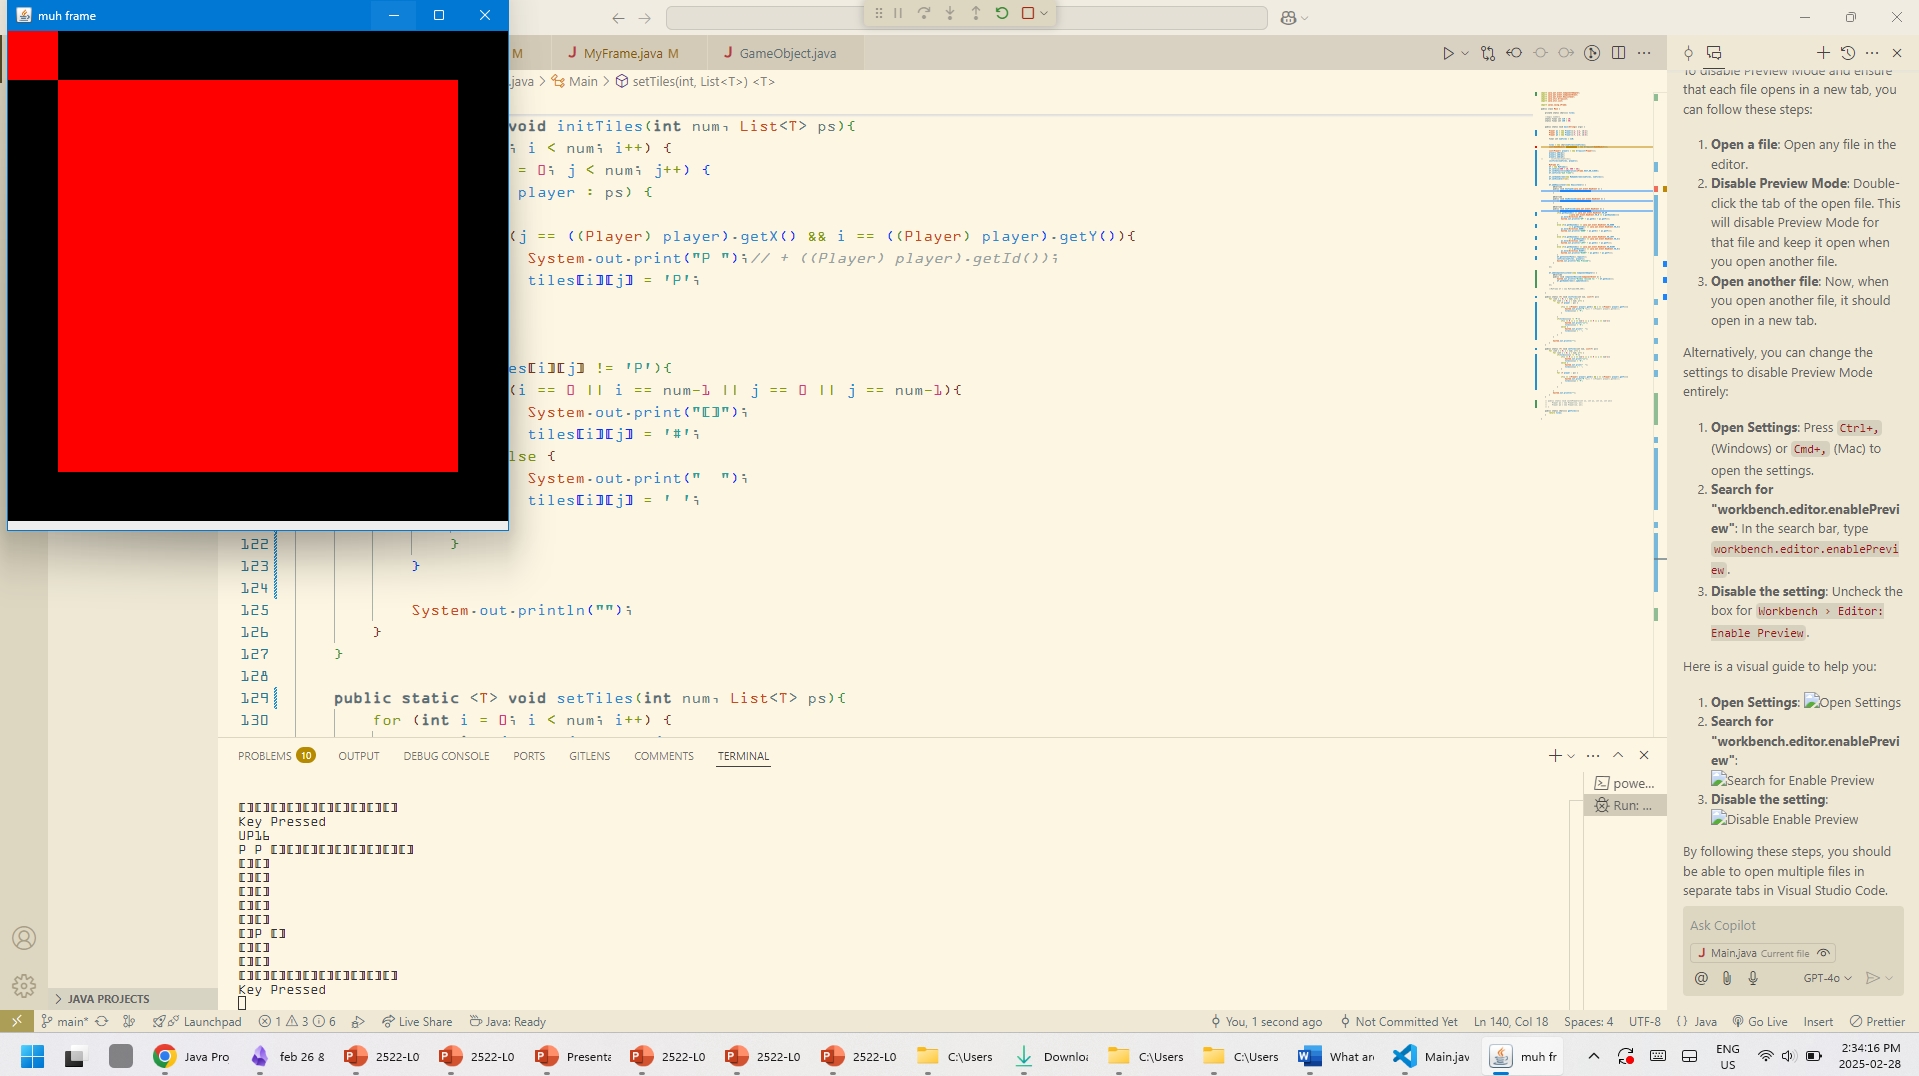 muh frame
M
MyFrame.java M
GameObject.java
.java > Main > setTiles(int, List<T>) <T>
void initTiles(int num, List<T> ps){
; i < num; i++) {
= 0; j < num; j++) {
player : ps) {
(j == ((Player) player).getX() && i == ((Player) player).getY()){
System.out.print("P ");// + ((Player) player).getId());
tiles[i][j] = 'P';
es[i][j] != 'P'){
(i == 0 || i == num-1 || j == 0 || j == num-1){
System.out.print("[]");
tiles[i][j] = '#';
lse {
System.out.print("  ");
tiles[i][j] = ' ';
122 }
123 }
124
125 System.out.println("");
126 }
127 }
128
129 public static <T> void setTiles(int num, List<T> ps){
130 for (int i = 0; i < num; i++) {
PROBLEMS 10 OUTPUT DEBUG CONSOLE PORTS GITLENS COMMENTS TERMINAL
powe...
Run: ...
[][][][][][][][][][]
Key Pressed
UP16
P P [][][][][][][][][]
[][]
[][]
[][]
[][]
[][]
[]P []
[][]
[][]
[][][][][][][][][][]
Key Pressed
To disable Preview Mode and ensure
that each file opens in a new tab, you
can follow these steps:
1. Open a file: Open any file in the
editor.
2. Disable Preview Mode: Double-
click the tab of the open file. This
will disable Preview Mode for
that file and keep it open when
you open another file.
3. Open another file: Now, when
you open another file, it should
open in a new tab.
Alternatively, you can change the
settings to disable Preview Mode
entirely:
1. Open Settings: Press Ctrl+,
(Windows) or Cmd+, (Mac) to
open the settings.
2. Search for
"workbench.editor.enablePrevi
ew": In the search bar, type
workbench.editor.enablePrevi
ew.
3. Disable the setting: Uncheck the
box for Workbench › Editor:
Enable Preview.
Here is a visual guide to help you:
1. Open Settings: Open Settings
2. Search for
"workbench.editor.enablePrevi
ew":
Search for Enable Preview
3. Disable the setting:
Disable Enable Preview
By following these steps, you should
be able to open multiple files in
separate tabs in Visual Studio Code.
Ask Copilot
Main.java Current file
GPT-4o
JAVA PROJECTS
main* Launchpad 1 3 6 Live Share Java: Ready You, 1 second ago Not Committed Yet Ln 140, Col 18 Spaces: 4 UTF-8 {} Java Go Live Insert Prettier
Java Pro feb 26 8 2522-L0 2522-L0 Presenta 2522-L0 2522-L0 2522-L0 C:\Users Downloa C:\Users C:\Users What ar Main.jav muh fr
ENG
US
2:34:16 PM
2025-02-28